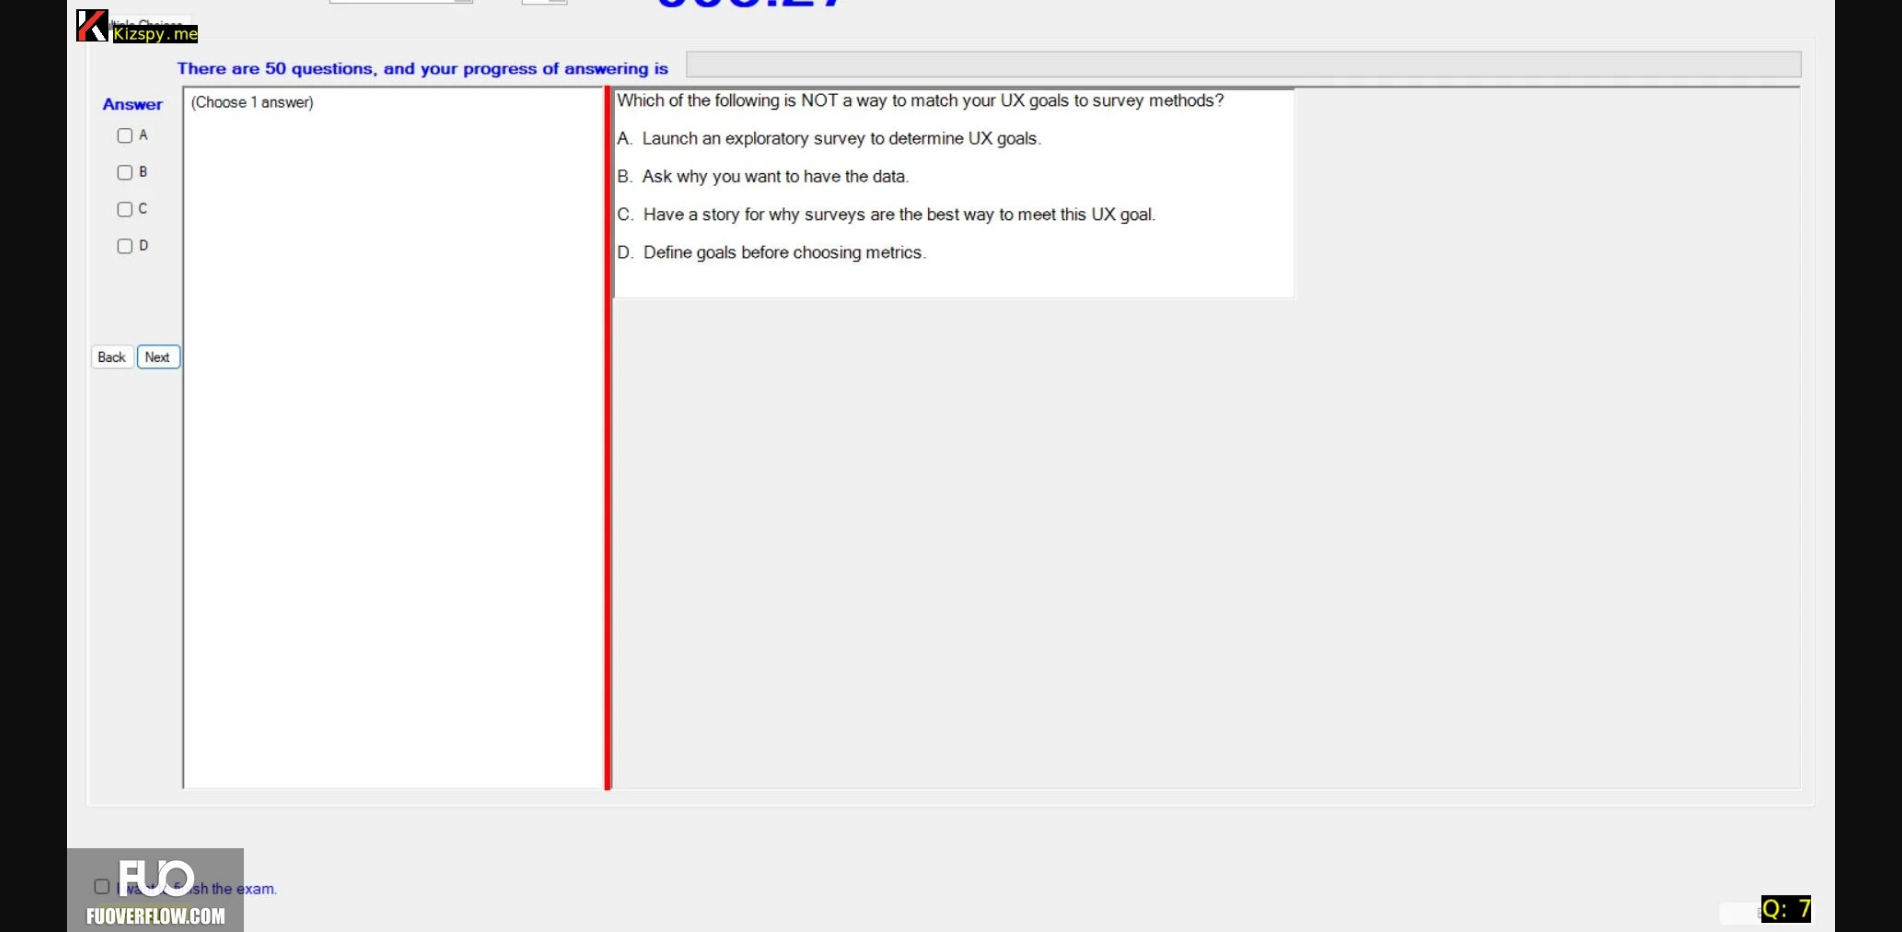 Kizspy.me
There are 50 questions, and your progress of answering is
Answer
(Choose 1 answer)
A
B
C
D
Back
Next
Which of the following is NOT a way to match your UX goals to survey methods?
A. Launch an exploratory survey to determine UX goals.
B. Ask why you want to have the data.
C. Have a story for why surveys are the best way to meet this UX goal.
D. Define goals before choosing metrics.
FUO
the exam.
FUOVERFLOW.COM
Q: 7